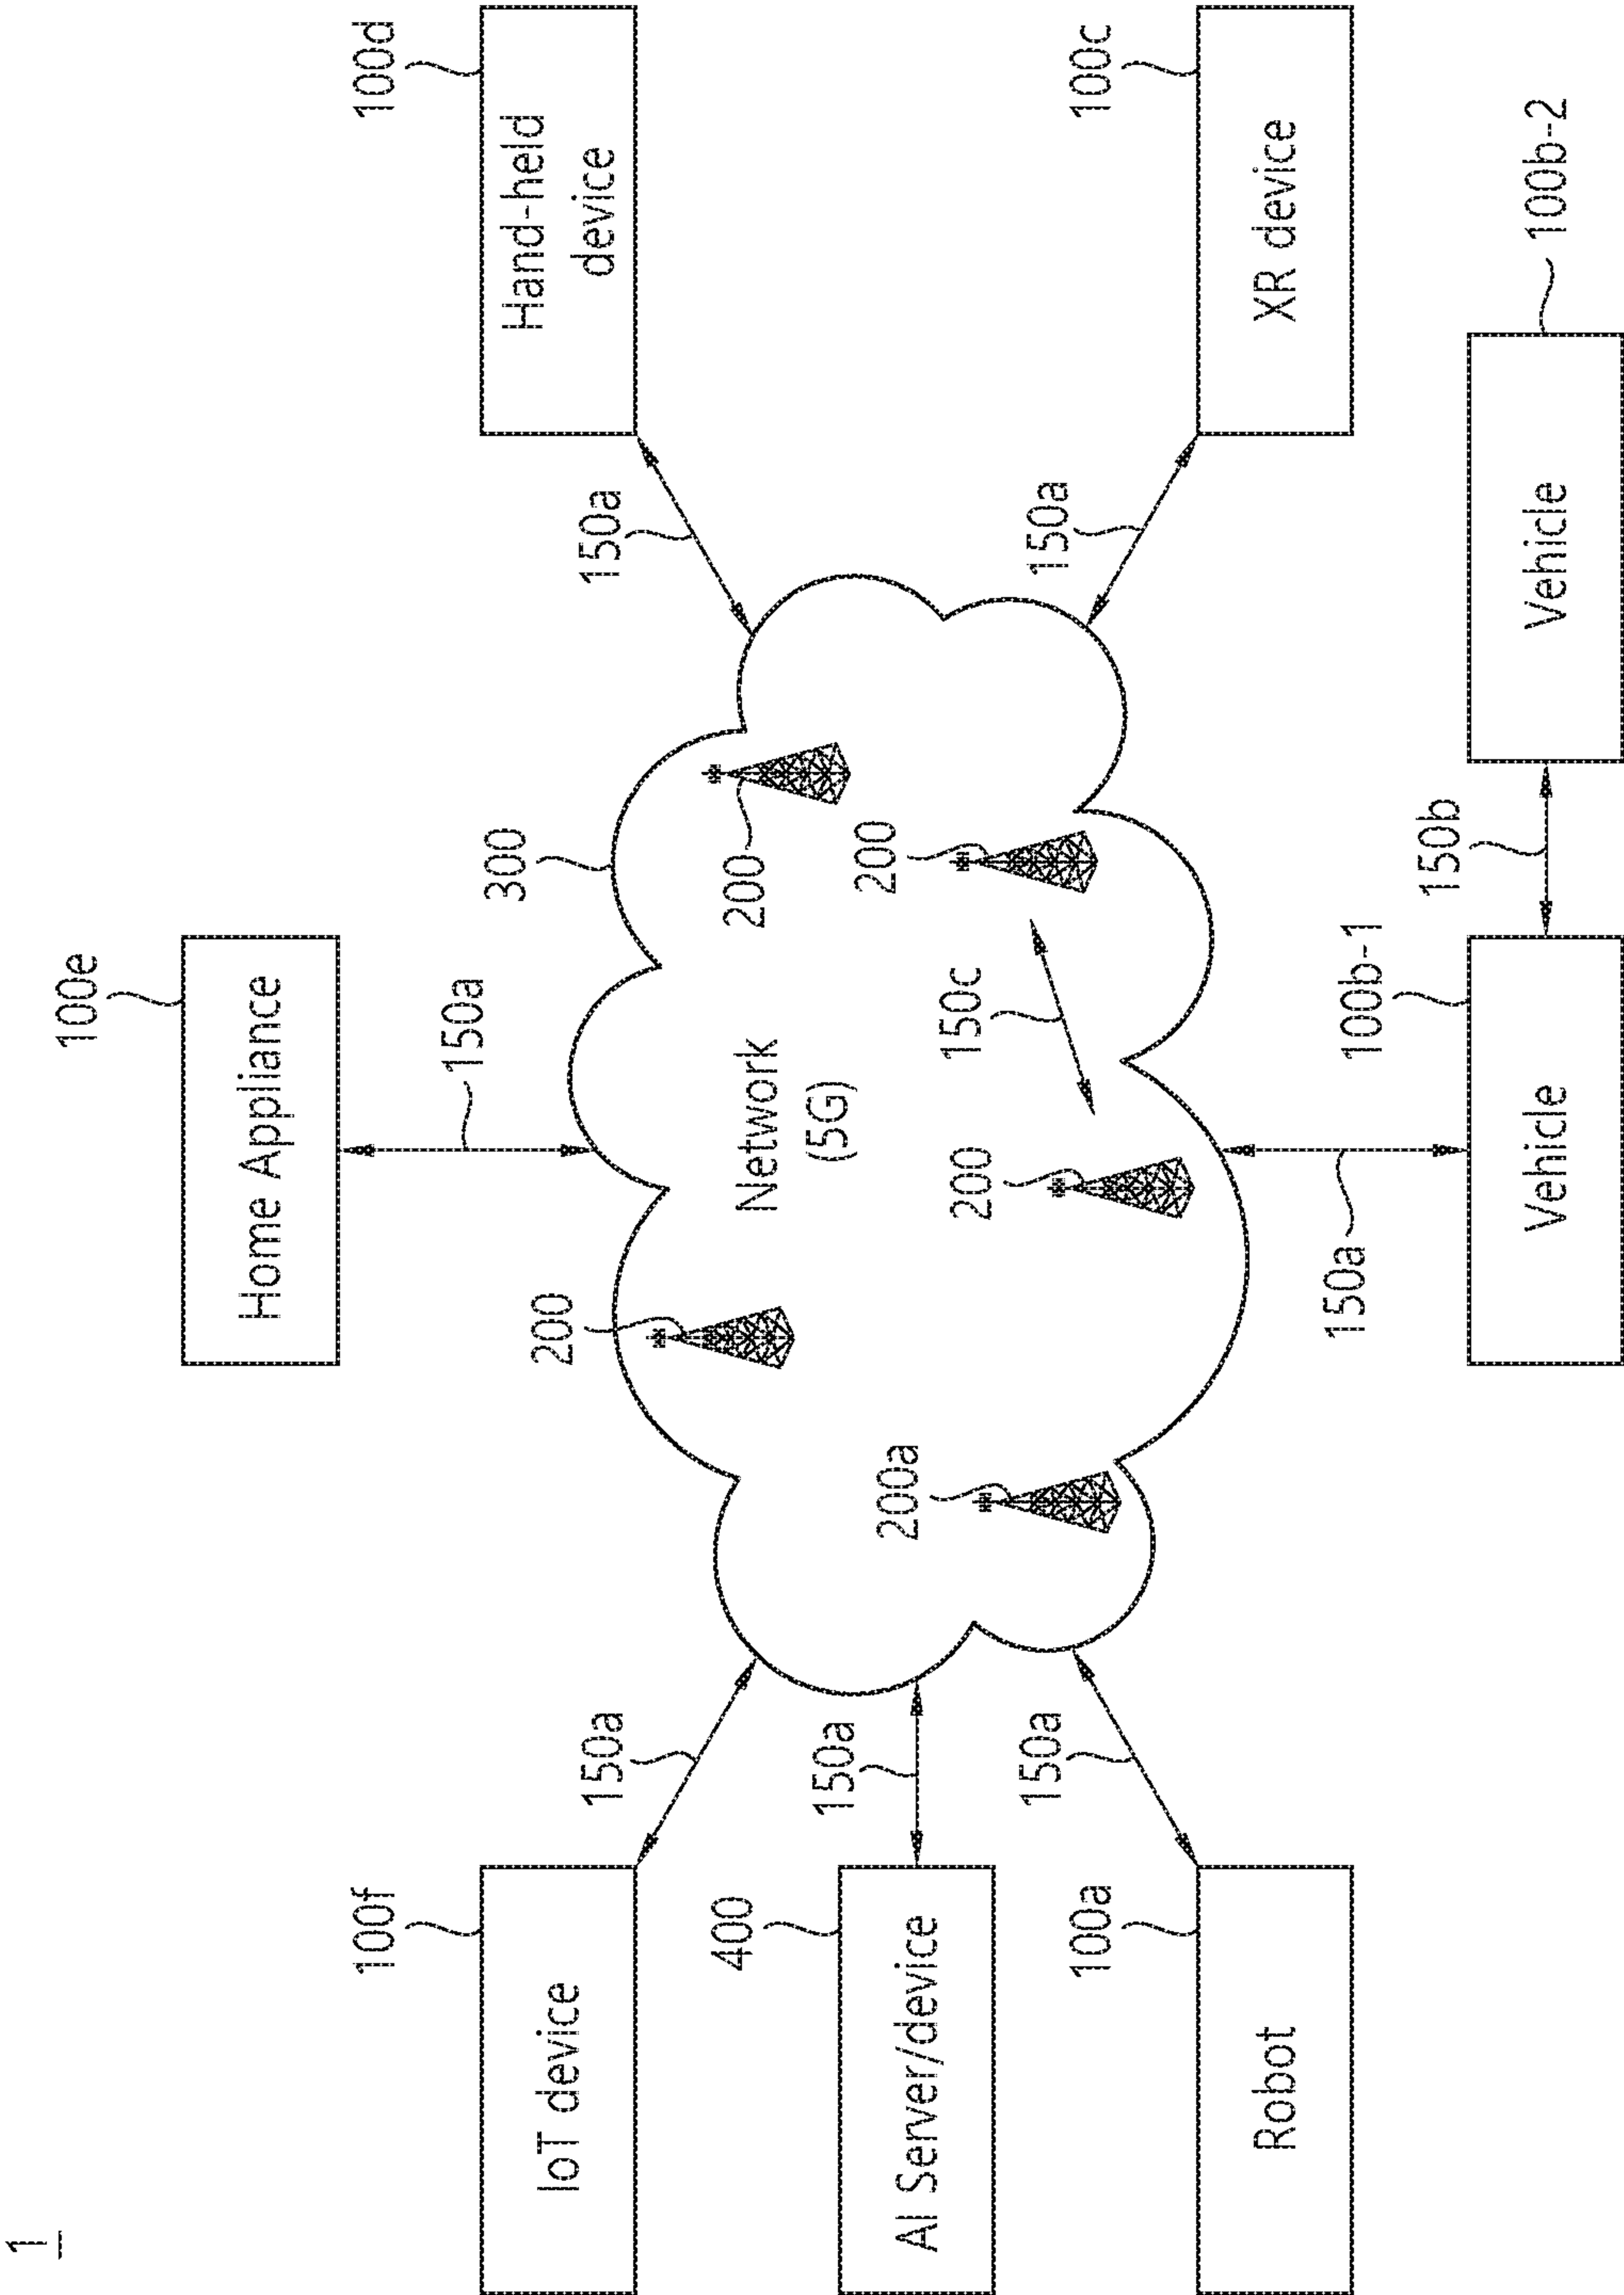 1
100e
Home Appliance
150a
100f
IoT device
150a
200
300
150a
100d
Hand-held
device
400
AI Server/device
150a
Network
(5G)
200
200a
200
150c
200
100a
Robot
150a
150a
100c
XR device
150a
100b-1
Vehicle
150b
100b-2
Vehicle